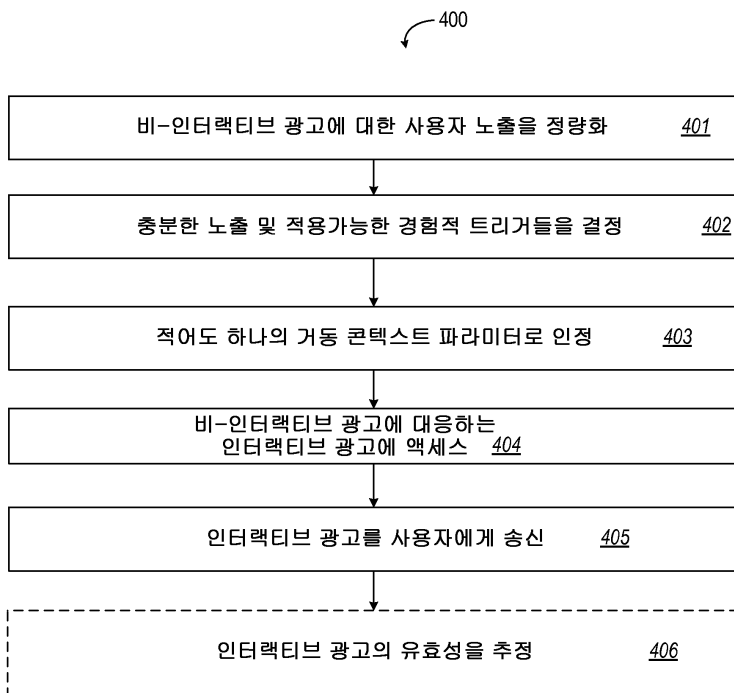 400
비-인터랙티브 광고에 대한 사용자 노출을 정량화 401
충분한 노출 및 적용가능한 경험적 트리거들을 결정 402
적어도 하나의 거동 콘텍스트 파라미터로 인정 403
비-인터랙티브 광고에 대응하는
인터랙티브 광고에 액세스 404
인터랙티브 광고를 사용자에게 송신 405
인터랙티브 광고의 유효성을 추정 406